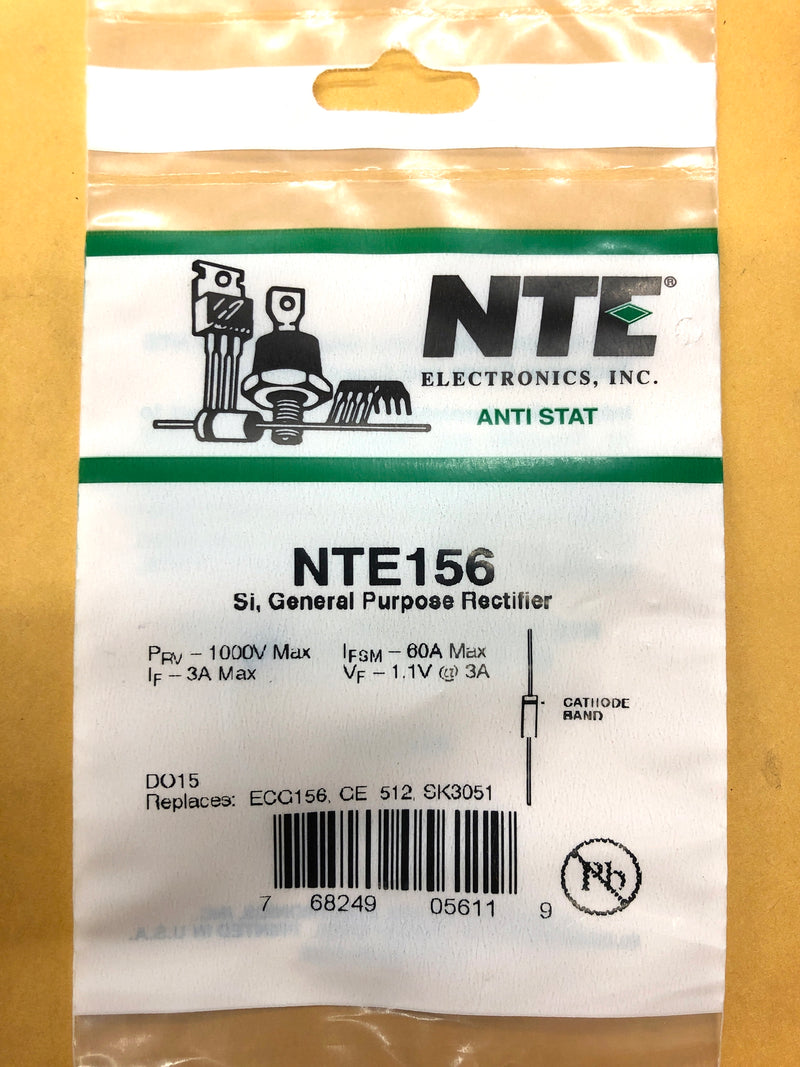 NTE®
ELECTRONICS, INC.
ANTI STAT
NTE156
Si, General Purpose Rectifier
PRV – 1000V Max IFSM – 60A Max
IF – 3A Max VF – 1.1V @ 3A
CATHODE
BAND
DO15
Replaces: ECG156, GE 512, SK3051
7 68249 05611 9
Pb